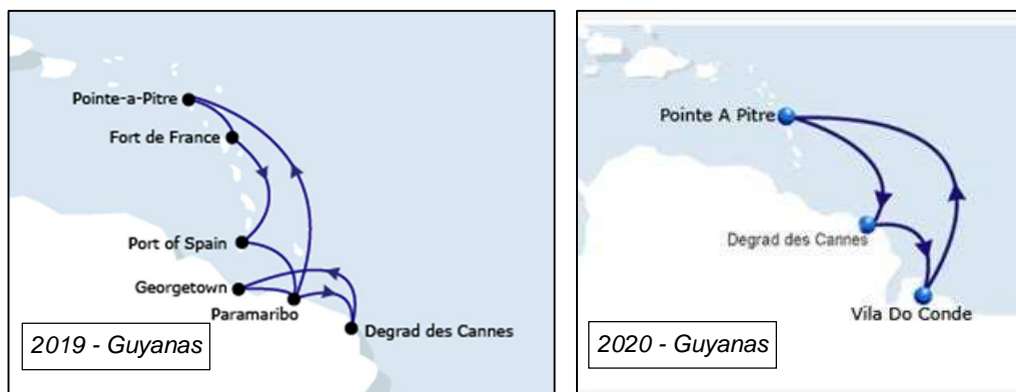 Pointe-a-Pitre
Fort de France
Port of Spain
Georgetown
Paramaribo
Degrad des Cannes
2019 - Guyanas
Pointe A Pitre
Degrad des Cannes
Vila Do Conde
2020 - Guyanas